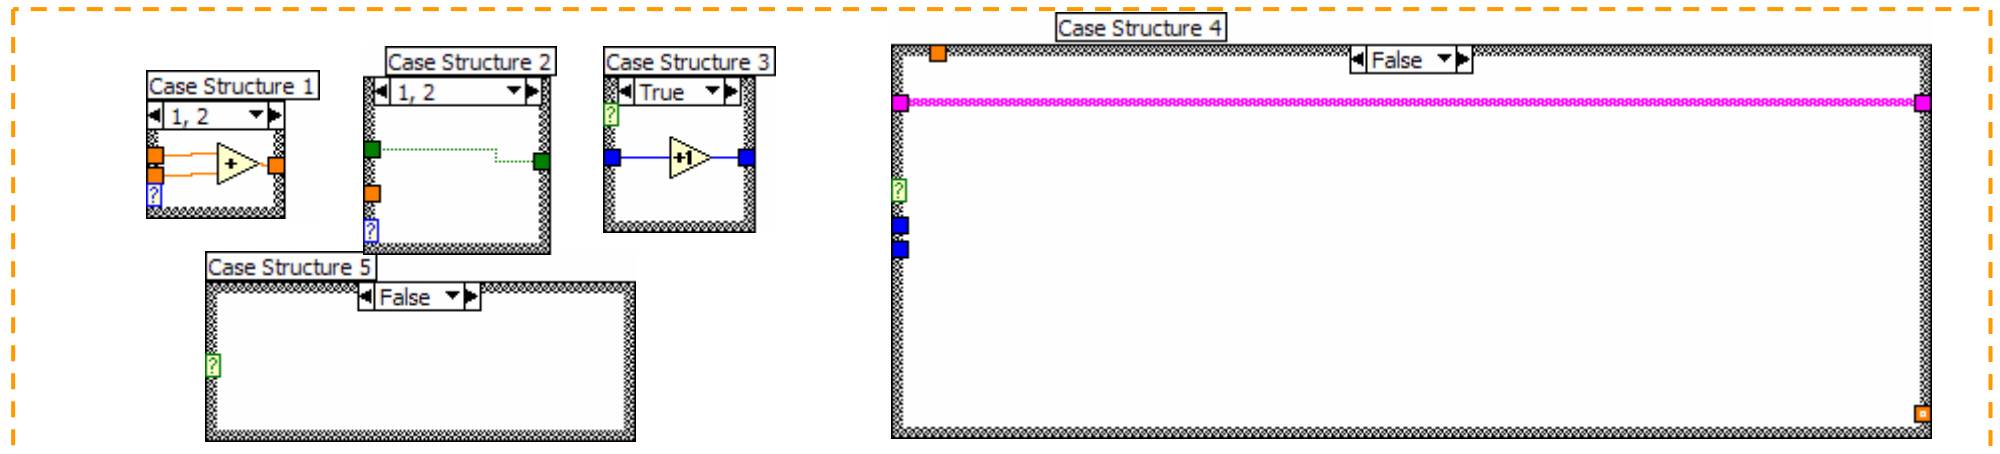 Case Structure 1
1, 2
?
+
Case Structure 2
1, 2
?
Case Structure 3
True
?
+1
Case Structure 4
False
?
Case Structure 5
False
?